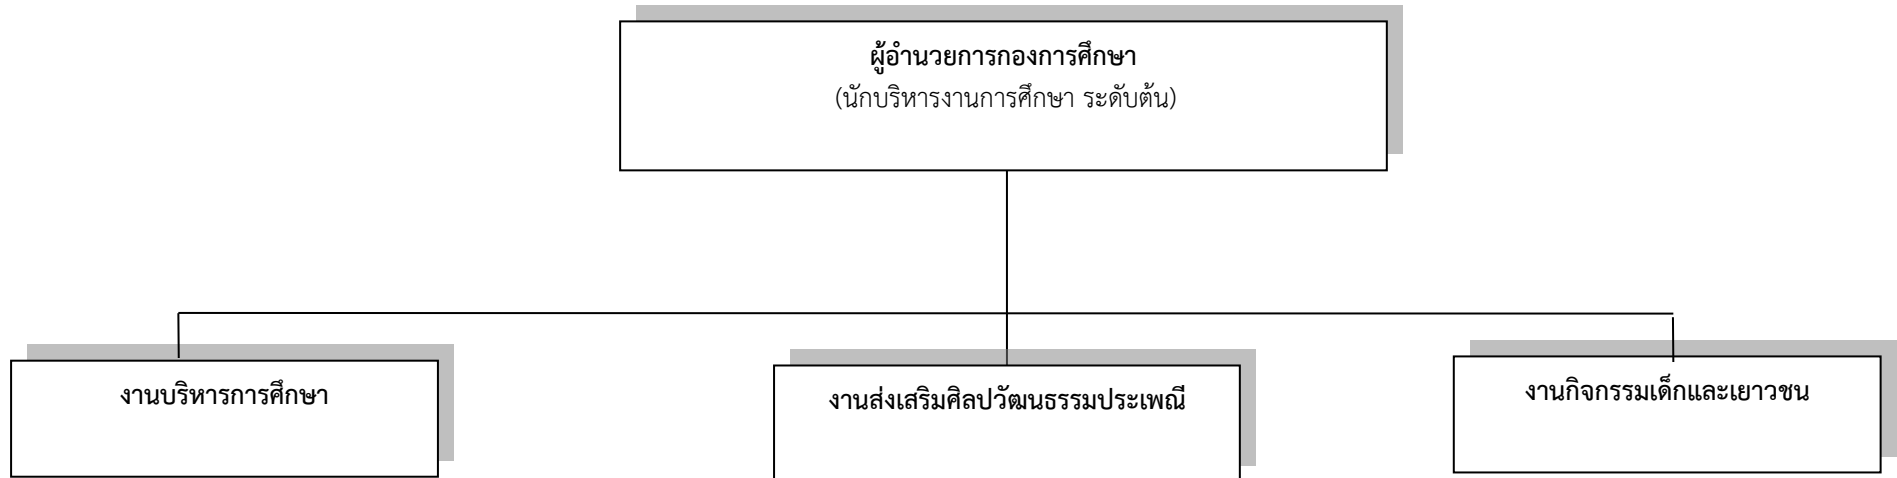 ผู้อำนวยการกองการศึกษา
(นักบริหารงานการศึกษา ระดับต้น)
งานบริหารการศึกษา
งานส่งเสริมศิลปวัฒนธรรมประเพณี
งานกิจกรรมเด็กและเยาวชน